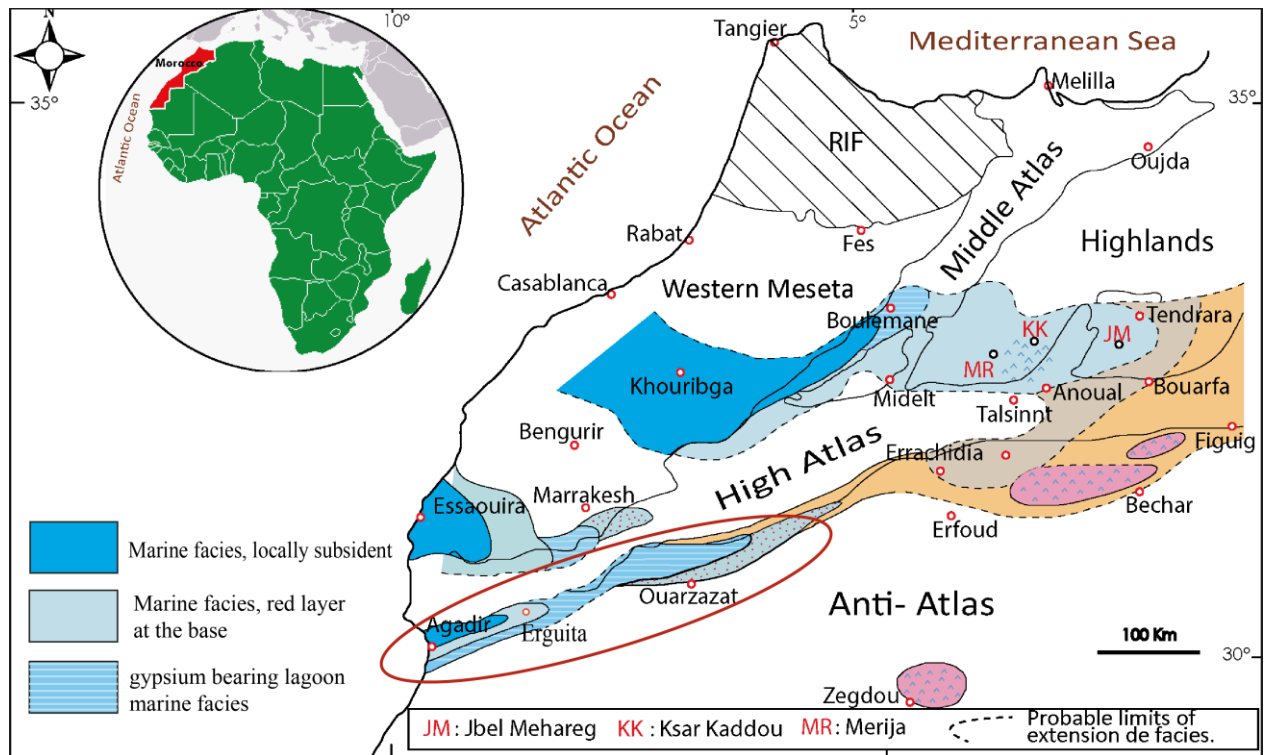 10°
5°
35°
Morocco
Atlantic Ocean
Tangier
Mediterranean Sea
Melilla
Atlantic Ocean
RIF
Oujda
Middle Atlas
Rabat
Fes
Highlands
Casablanca
Western Meseta
Boulemane
KK
JM
Tendrara
MR
Khouribga
Midelt
Anoual
Bouarfa
Talsinnt
Bengurir
High Atlas
Errachidia
Figuig
Essaouira
Marrakesh
Bechar
Erfoud
Marine facies, locally subsident
Ouarzazat
Marine facies, red layer
at the base
Anti- Atlas
Agadir
Erguita
100 Km
30°
gypsium bearing lagoon
marine facies
Zegdou
JM : Jbel Mehareg KK : Ksar Kaddou MR : Merija
Probable limits of
extension de facies.